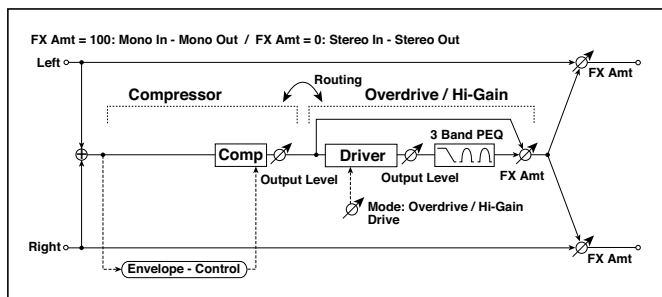 FX Amt = 100: Mono In - Mono Out / FX Amt = 0: Stereo In - Stereo Out
Left
FX Amt
Routing
Compressor
Overdrive / Hi-Gain
3 Band PEQ
Comp
Driver
Output Level
Output Level
FX Amt
Mode: Overdrive / Hi-Gain
Drive
Right
FX Amt
Envelope - Control